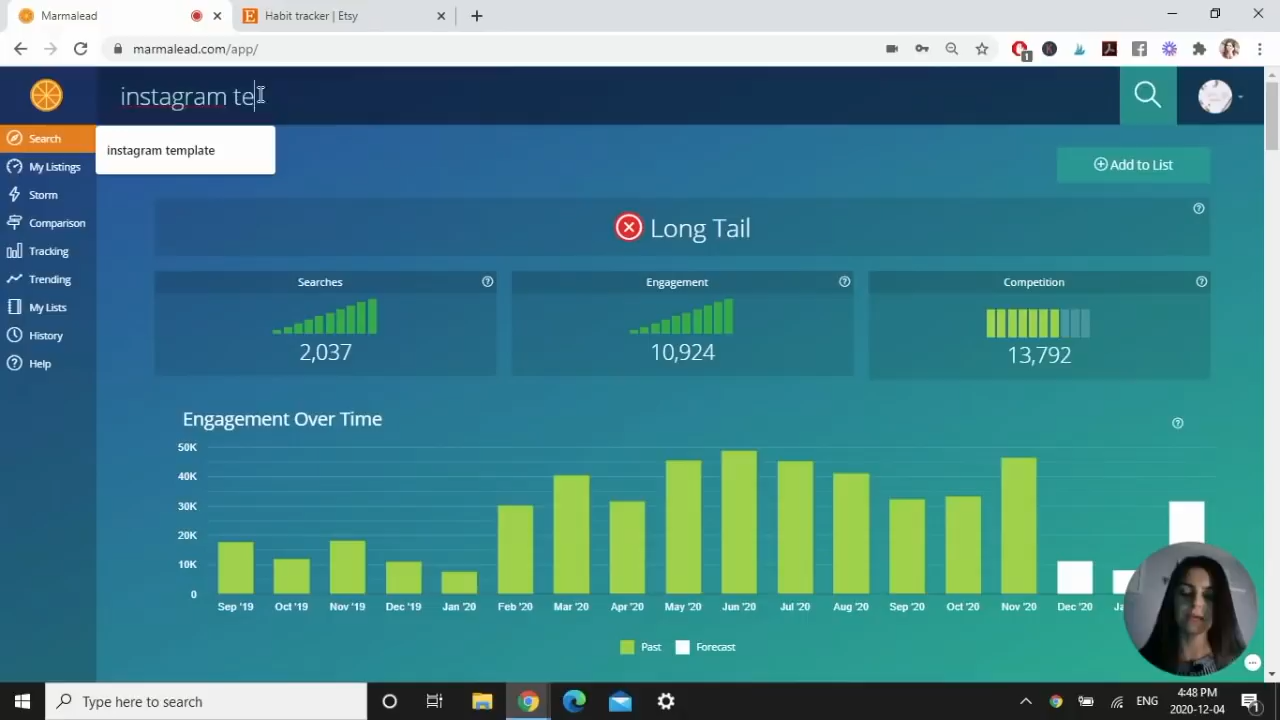 Marmalead
Habit tracker | Etsy
marmalead.com/app/
1
instagram te
Search
instagram template
My Listings
Add to List
Storm
Long Tail
Comparison
Tracking
Searches
Engagement
Competition
Trending
My Lists
History
2,037
10,924
13,792
Help
Engagement Over Time
50K
40K
30K
20K
10K
0
Sep '19
Oct '19
Nov '19
Dec '19
Jan '20
Feb '20
Mar '20
Apr '20
May '20
Jun '20
Jul '20
Aug '20
Sep '20
Oct '20
Nov '20
Dec '20
Past
Forecast
Type here to search
ENG
4:48 PM
2020-12-04
1